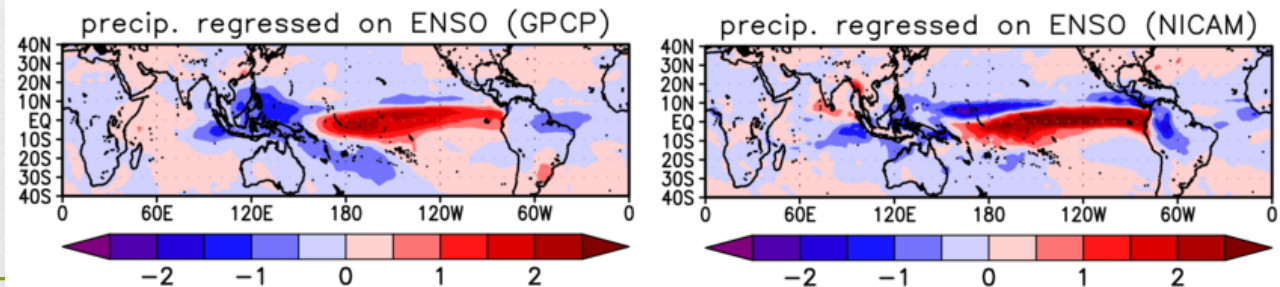 precip. regressed on ENSO (GPCP)
40N
30N
20N
10N
EQ
10S
20S
30S
40S
0 60E 120E 180 120W 60W 0
−2 −1 0 1 2
precip. regressed on ENSO (NICAM)
40N
30N
20N
10N
EQ
10S
20S
30S
40S
0 60E 120E 180 120W 60W 0
−2 −1 0 1 2